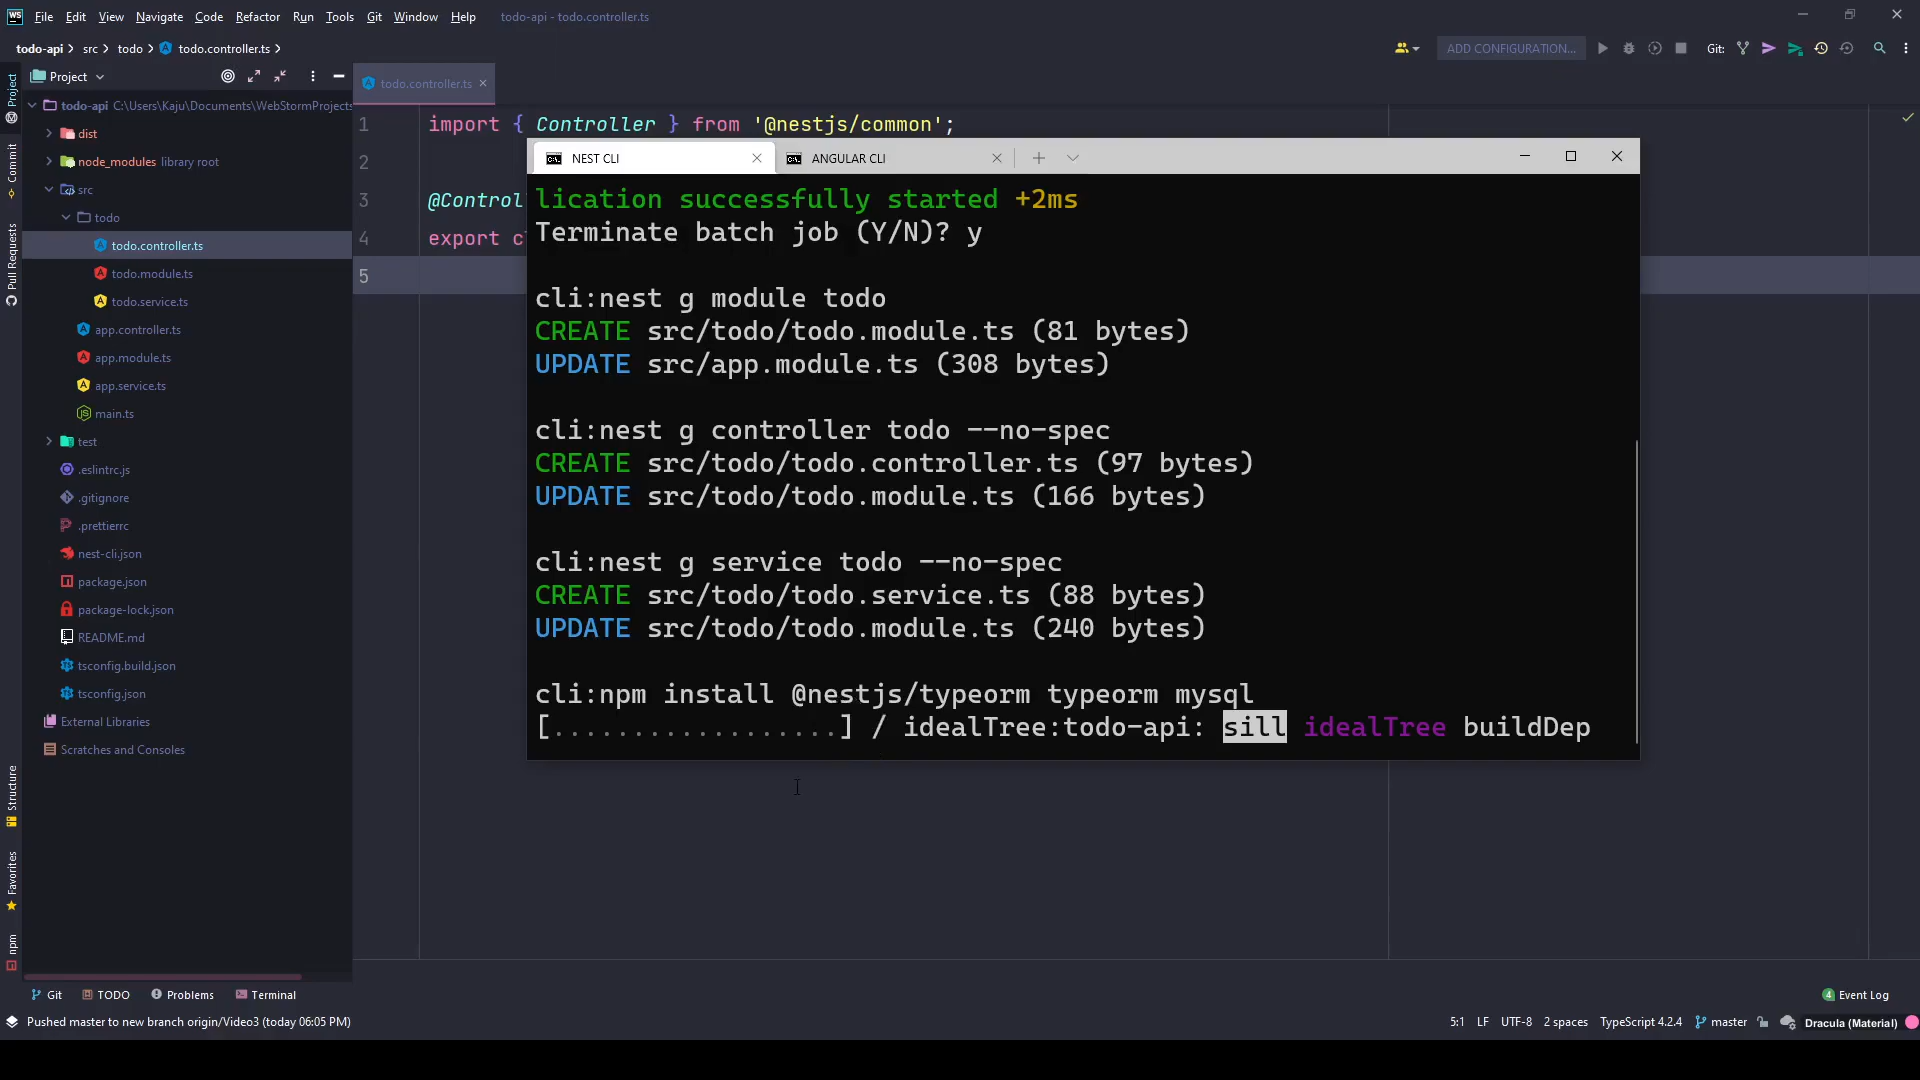 WS File Edit View Navigate Code Refactor Run Tools Git Window Help todo-api - todo.controller.ts
todo-api src todo todo.controller.ts ADD CONFIGURATION... Git:
Project
todo.controller.ts
todo-api C:\Users\Kaju\Documents\WebStormProjects
dist
node_modules library root
src
todo
todo.controller.ts
todo.module.ts
todo.service.ts
app.controller.ts
app.module.ts
app.service.ts
main.ts
test
.eslintrc.js
.gitignore
.prettierrc
nest-cli.json
package.json
package-lock.json
README.md
tsconfig.build.json
tsconfig.json
External Libraries
Scratches and Consoles
Project
Commit
Pull Requests
Structure
Favorites
npm
1 import { Controller } from '@nestjs/common';
2
3 @Control
4 export c
5
NEST CLI ANGULAR CLI
lication successfully started +2ms
Terminate batch job (Y/N)? y
cli:nest g module todo
CREATE src/todo/todo.module.ts (81 bytes)
UPDATE src/app.module.ts (308 bytes)
cli:nest g controller todo --no-spec
CREATE src/todo/todo.controller.ts (97 bytes)
UPDATE src/todo/todo.module.ts (166 bytes)
cli:nest g service todo --no-spec
CREATE src/todo/todo.service.ts (88 bytes)
UPDATE src/todo/todo.module.ts (240 bytes)
cli:npm install @nestjs/typeorm typeorm mysql
[..................] / idealTree:todo-api: sill idealTree buildDep
Git TODO Problems Terminal 4 Event Log
Pushed master to new branch origin/Video3 (today 06:05 PM) 5:1 LF UTF-8 2 spaces TypeScript 4.2.4 master Dracula (Material)